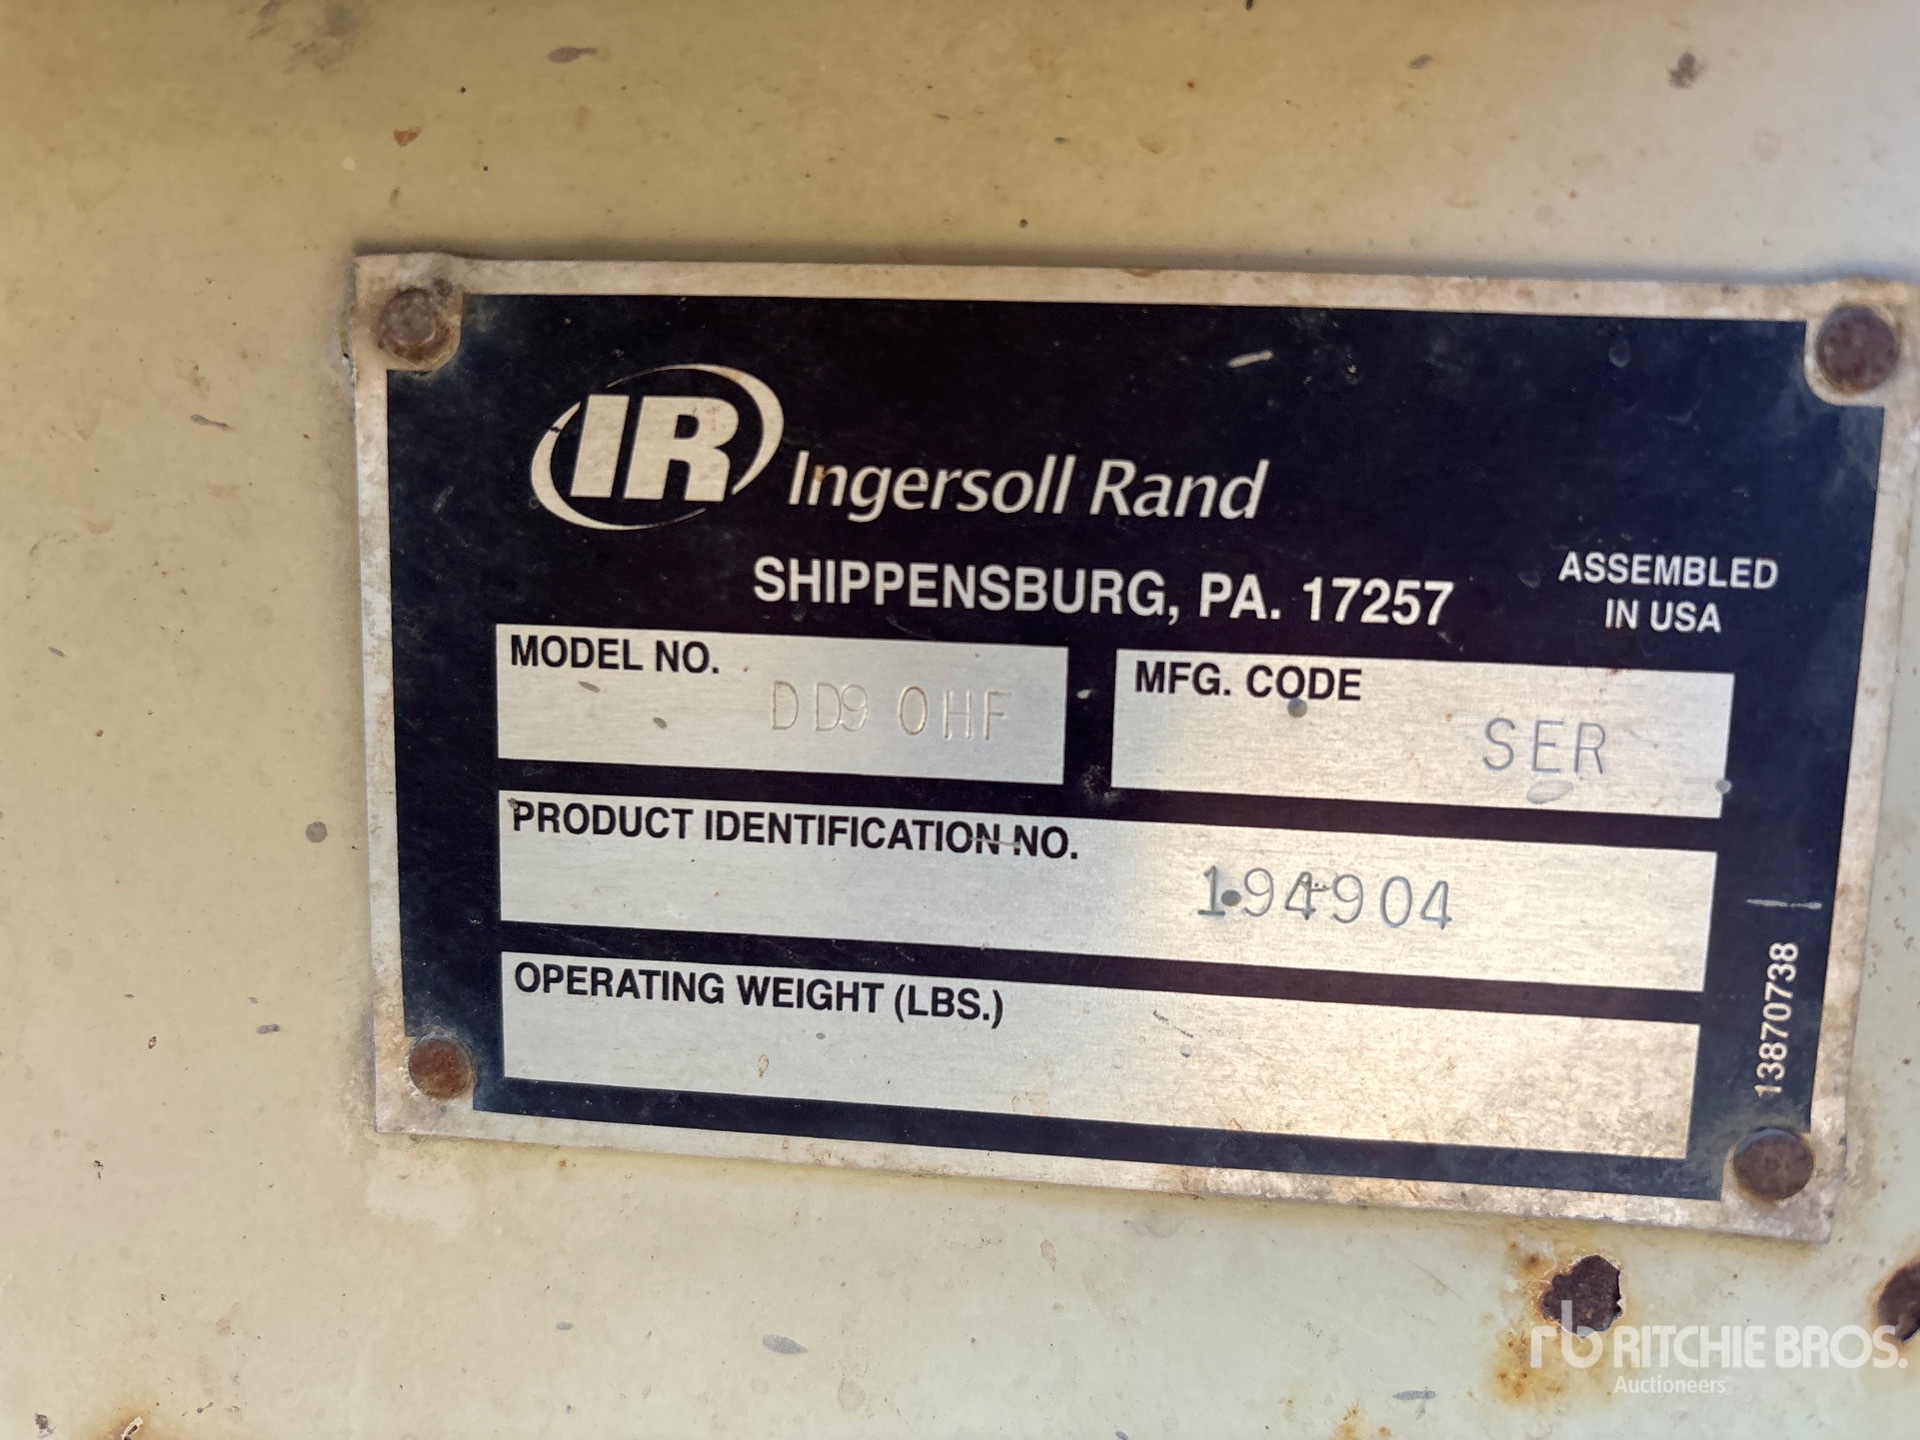 IR Ingersoll Rand
SHIPPENSBURG, PA. 17257
ASSEMBLED
IN USA
MODEL NO.
DD90HF
MFG. CODE
SER
PRODUCT IDENTIFICATION NO.
194904
OPERATING WEIGHT (LBS.)
13870738
rb RITCHIE BROS.
Auctioneers